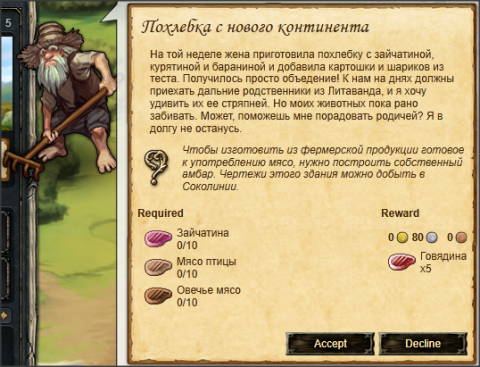 5
Похлебка с нового континента
На той неделе жена приготовила похлебку с зайчатиной,
курятиной и бараниной и добавила картошки и шариков из
теста. Получилось просто объедение! К нам на днях должны
приехать дальние родственники из Литаванда, и я хочу
удивить их ее стряпней. Но моих животных пока рано
забивать. Может, поможешь мне порадовать родичей? Я в
долгу не останусь.
Чтобы изготовить из фермерской продукции готовое
к употреблению мясо, нужно построить собственный
амбар. Чертежи этого здания можно добыть в
Соколинии.
Required
Зайчатина
0/10
Мясо птицы
0/10
Овечье мясо
0/10
Reward
0 80 0
Говядина
x5
Accept
Decline